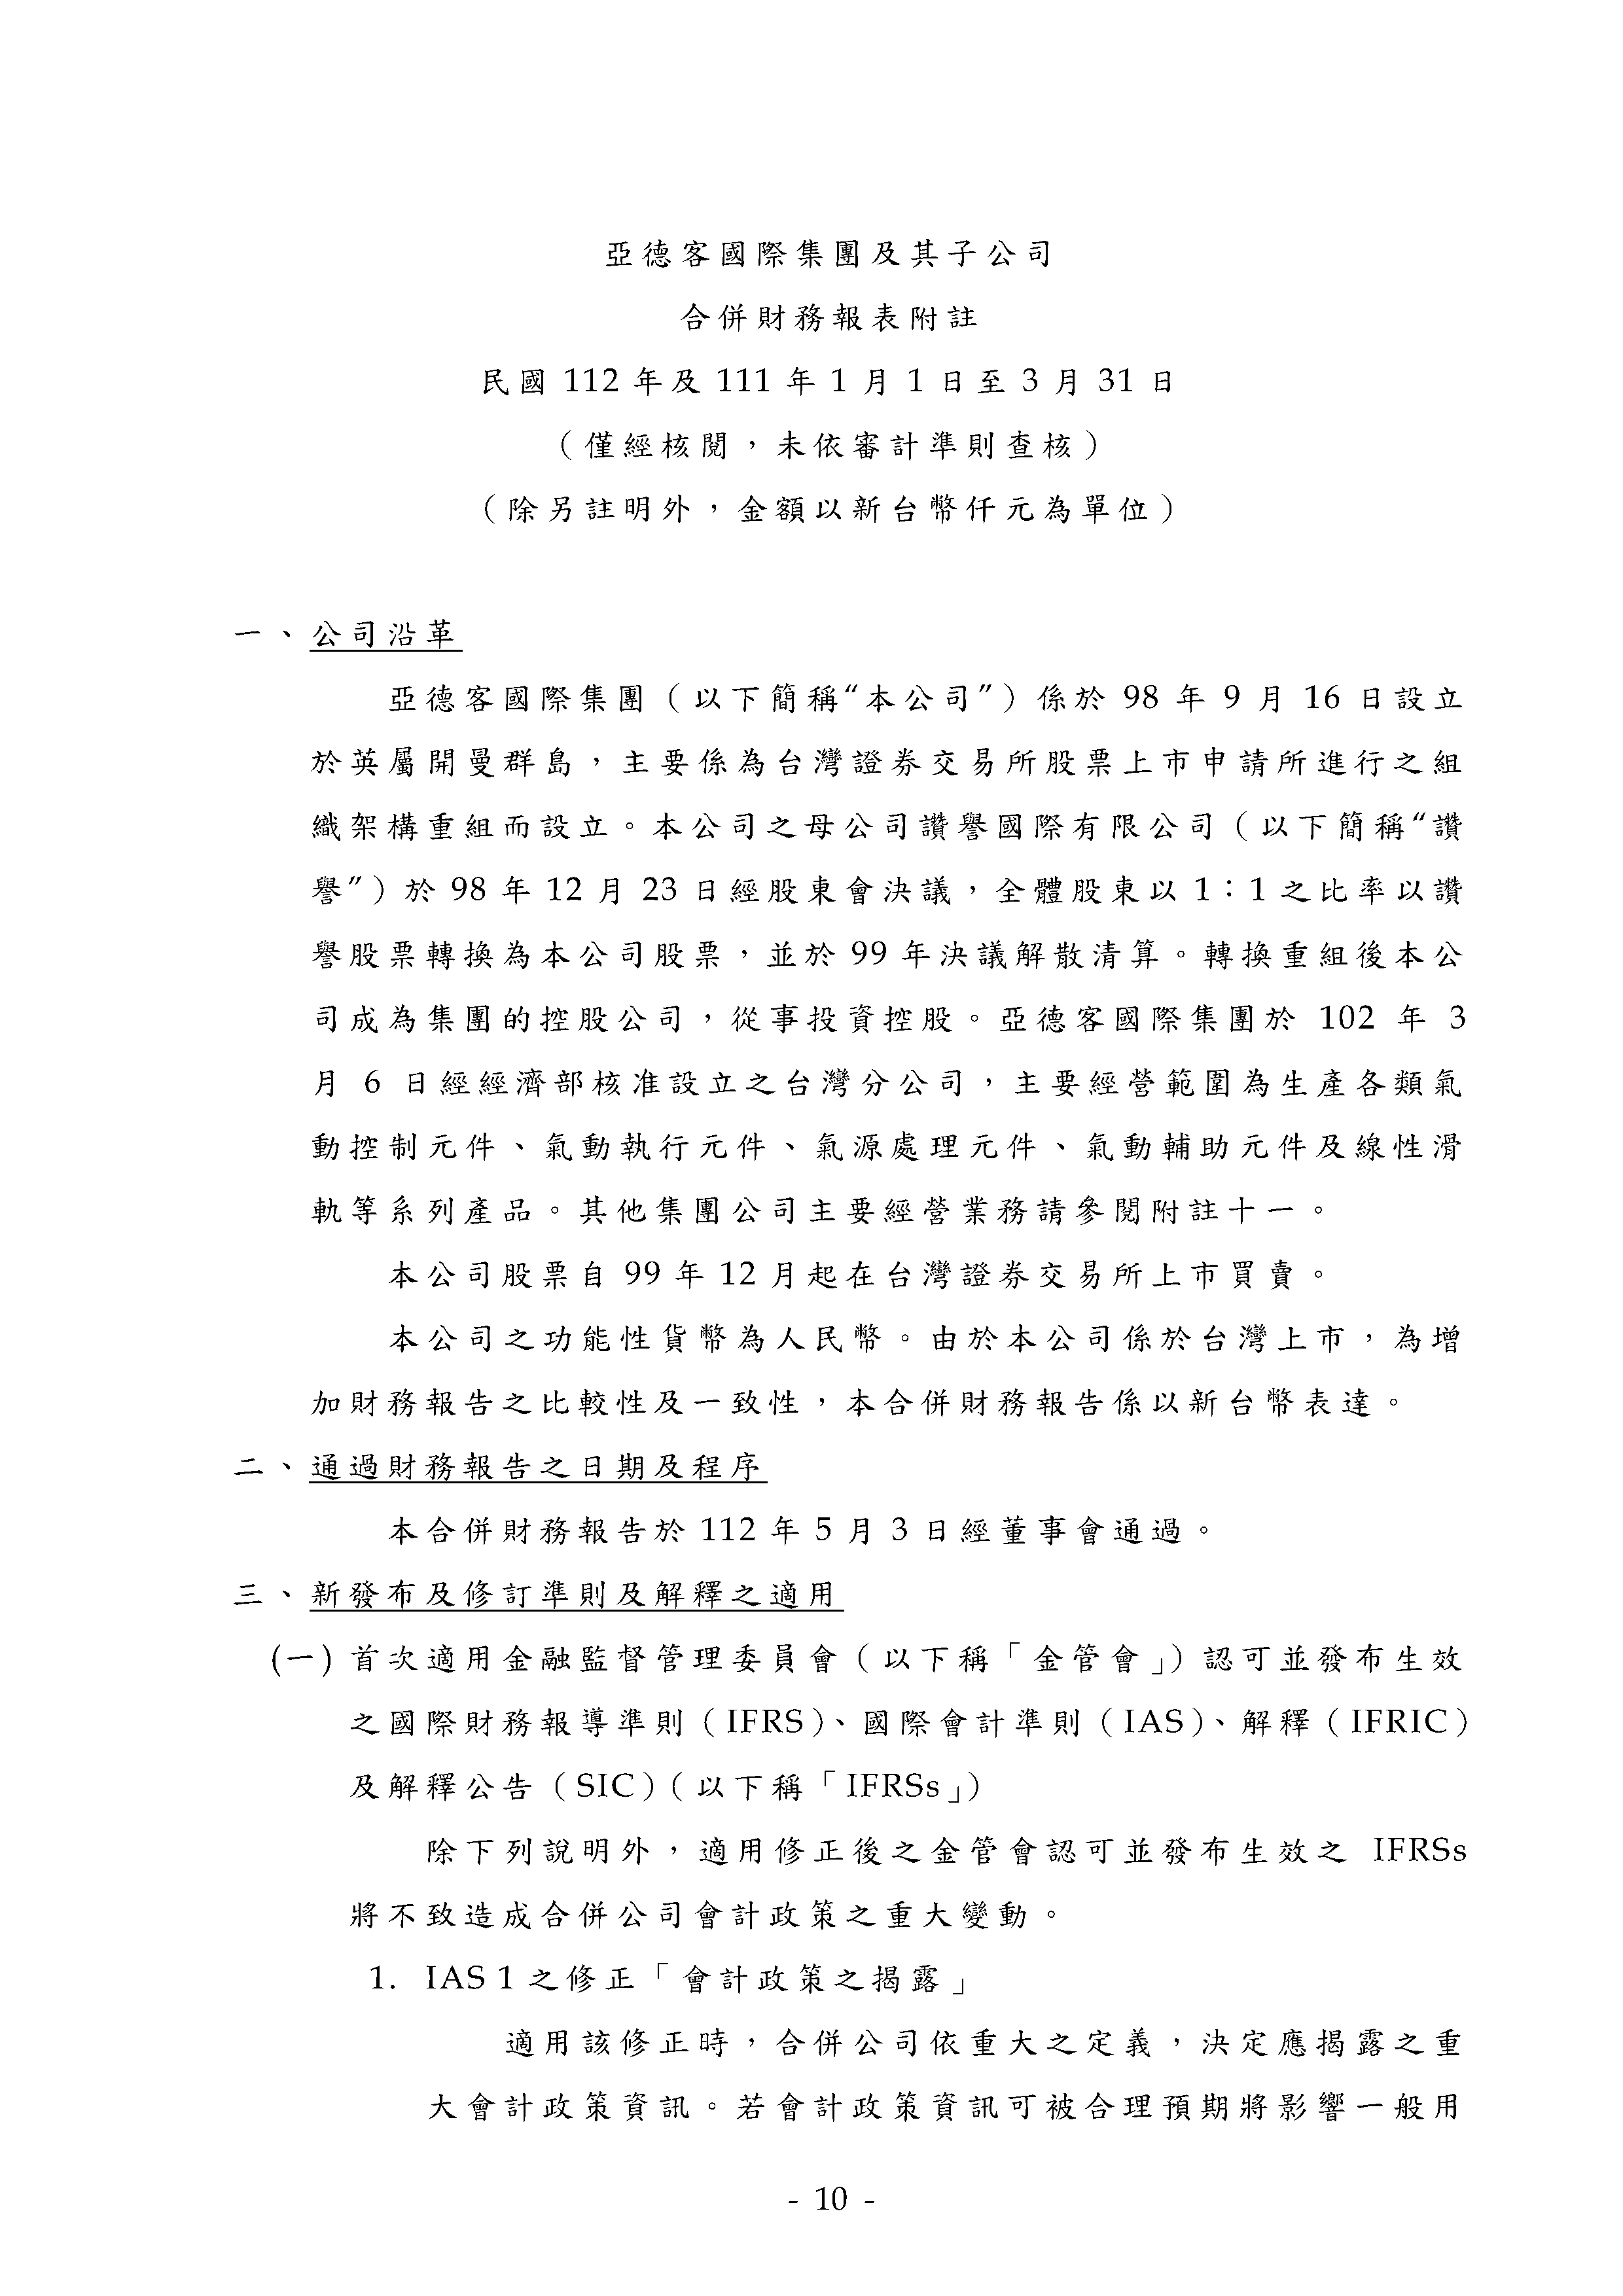 亞德客國際集團及其子公司
合併財務報表附註
民國 112 年及 111 年 1 月 1 日至 3 月 31 日
（僅經核閱，未依審計準則查核）
（除另註明外，金額以新台幣仟元為單位）
一、公司沿革
亞德客國際集團（以下簡稱“本公司”）係於 98 年 9 月 16 日設立
於英屬開曼群島，主要係為台灣證券交易所股票上市申請所進行之組
織架構重組而設立。本公司之母公司讚譽國際有限公司（以下簡稱“讚
譽”）於 98 年 12 月 23 日經股東會決議，全體股東以 1：1 之比率以讚
譽股票轉換為本公司股票，並於 99 年決議解散清算。轉換重組後本公
司成為集團的控股公司，從事投資控股。亞德客國際集團於 102 年 3
月 6 日經經濟部核准設立之台灣分公司，主要經營範圍為生產各類氣
動控制元件、氣動執行元件、氣源處理元件、氣動輔助元件及線性滑
軌等系列產品。其他集團公司主要經營業務請參閱附註十一。
本公司股票自 99 年 12 月起在台灣證券交易所上市買賣。
本公司之功能性貨幣為人民幣。由於本公司係於台灣上市，為增
加財務報告之比較性及一致性，本合併財務報告係以新台幣表達。
二、通過財務報告之日期及程序
本合併財務報告於 112 年 5 月 3 日經董事會通過。
三、新發布及修訂準則及解釋之適用
(一) 首次適用金融監督管理委員會（以下稱「金管會」）認可並發布生效
之國際財務報導準則（IFRS）、國際會計準則（IAS）、解釋（IFRIC）
及解釋公告（SIC）（以下稱「IFRSs」）
除下列說明外，適用修正後之金管會認可並發布生效之 IFRSs
將不致造成合併公司會計政策之重大變動。
1. IAS 1 之修正「會計政策之揭露」
適用該修正時，合併公司依重大之定義，決定應揭露之重
大會計政策資訊。若會計政策資訊可被合理預期將影響一般用
- 10 -